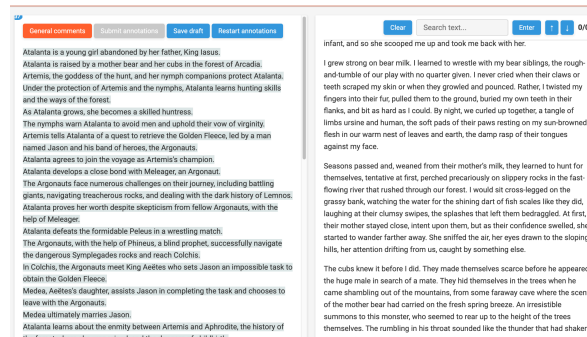 General comments
Submit annotations
Save draft
Restart annotations
Atalanta is a young girl abandoned by her father, King Iasus.
Atalanta is raised by a mother bear and her cubs in the forest of Arcadia.
Artemis, the goddess of the hunt, and her nymph companions protect Atalanta.
Under the protection of Artemis and the nymphs, Atalanta learns hunting skills
and the ways of the forest.
As Atalanta grows, she becomes a skilled huntress.
The nymphs warn Atalanta to avoid men and uphold their vow of virginity.
Artemis tells Atalanta of a quest to retrieve the Golden Fleece, led by a man
named Jason and his band of heroes, the Argonauts.
Atalanta agrees to join the voyage as Artemis's champion.
Atalanta develops a close bond with Meleager, an Argonaut.
The Argonauts face numerous challenges on their journey, including battling
giants, navigating treacherous rocks, and dealing with the dark history of Lemnos.
Atalanta proves her worth despite skepticism from fellow Argonauts, with the
help of Meleager.
Atalanta defeats the formidable Peleus in a wrestling match.
The Argonauts, with the help of Phineus, a blind prophet, successfully navigate
the dangerous Symplegades rocks and reach Colchis.
In Colchis, the Argonauts meet King Aeëtes who sets Jason an impossible task to
obtain the Golden Fleece.
Medea, Aeëtes's daughter, assists Jason in completing the task and chooses to
leave with the Argonauts.
Medea ultimately marries Jason.
Atalanta learns about the enmity between Artemis and Aphrodite, the history of
Clear
Search text...
Enter
↑
↓
0/0
infant, and so she scooped me up and took me back with her.
I grew strong on bear milk. I learned to wrestle with my bear siblings, the rough-
and-tumble of our play with no quarter given. I never cried when their claws or
teeth scraped my skin or when they growled and pounced. Rather, I twisted my
fingers into their fur, pulled them to the ground, buried my own teeth in their
flanks, and bit as hard as I could. By night, we curled up together, a tangle of
limbs ursine and human, the soft pads of their paws resting on my sun-browned
flesh in our warm nest of leaves and earth, the damp rasp of their tongues
against my face.
Seasons passed and, weaned from their mother's milk, they learned to hunt for
themselves, tentative at first, perched precariously on slippery rocks in the fast-
flowing river that rushed through our forest. I would sit cross-legged on the
grassy bank, watching the water for the shining dart of fish scales like they did,
laughing at their clumsy swipes, the splashes that left them bedraggled. At first,
their mother stayed close, intent upon them, but as their confidence swelled, she
started to wander farther away. She sniffed the air, her eyes drawn to the sloping
hills, her attention drifting from us, caught by something else.
The cubs knew it before I did. They made themselves scarce before he appeared,
the huge male in search of a mate. They hid themselves in the trees when he
came shambling out of the mountains, from some faraway cave where the scent
of the mother bear had carried on the fresh spring breeze. An irresistible
summons to this monster, who seemed to rear up to the height of the trees
themselves. The rumbling in his throat sounded like the thunder that had shaken